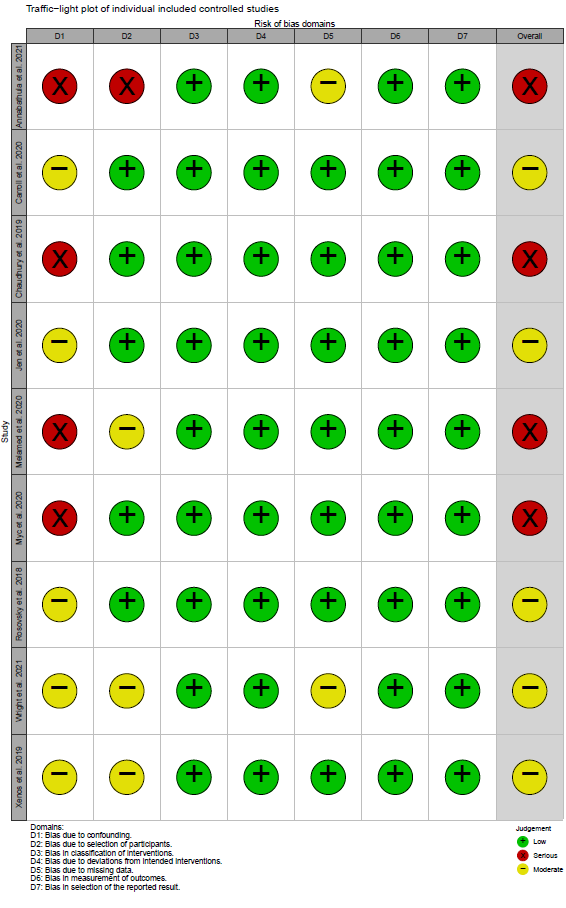 Traffic−light plot of individual included controlled studies
Risk of bias domains
D1 D2 D3 D4 D5 D6 D7 Overall
Study
Annabathula et al. 2021 X X + + − + + X
Carroll et al. 2020 − + + + + + + −
Chaudhury et al. 2019 X + + + + + + X
Jen et al. 2020 − + + + + + + −
Melamed et al. 2020 X − + + + + + X
Myc et al. 2020 X + + + + + + X
Rosovsky et al. 2018 − + + + + + + −
Wright et al. 2021 − − + + − + + −
Xenos et al. 2019 − − + + + + + −
Domains:
D1: Bias due to confounding.
D2: Bias due to selection of participants.
D3: Bias in classification of interventions.
D4: Bias due to deviations from intended interventions.
D5: Bias due to missing data.
D6: Bias in measurement of outcomes.
D7: Bias in selection of the reported result.
Judgement
+ Low
X Serious
− Moderate